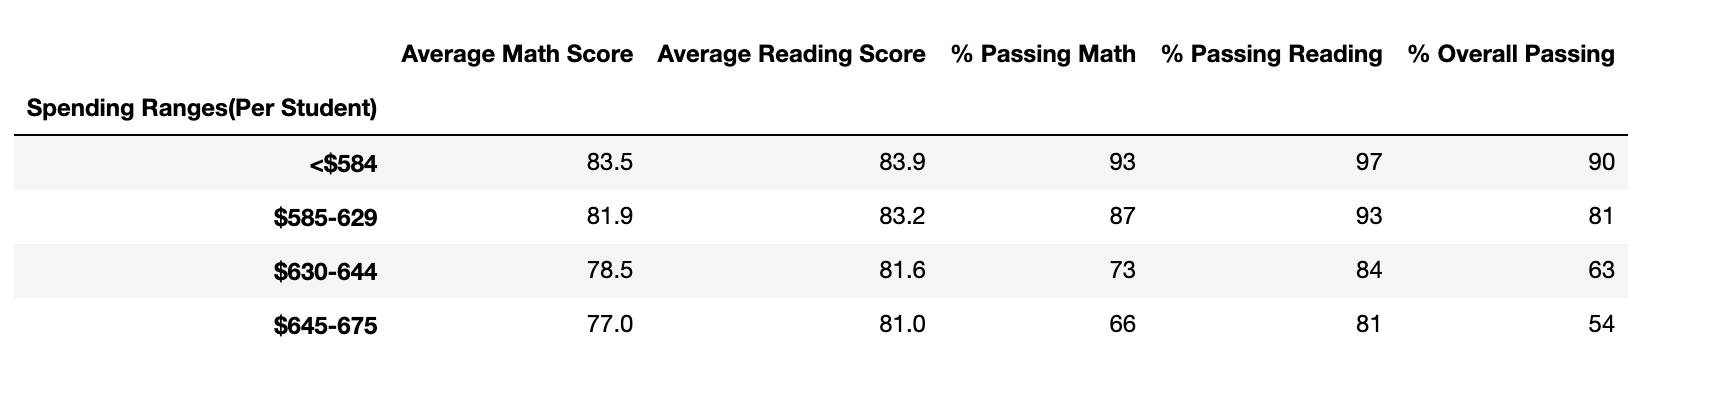 Average Math Score Average Reading Score % Passing Math % Passing Reading % Overall Passing
Spending Ranges(Per Student)
<$584 83.5 83.9 93 97 90
$585-629 81.9 83.2 87 93 81
$630-644 78.5 81.6 73 84 63
$645-675 77.0 81.0 66 81 54